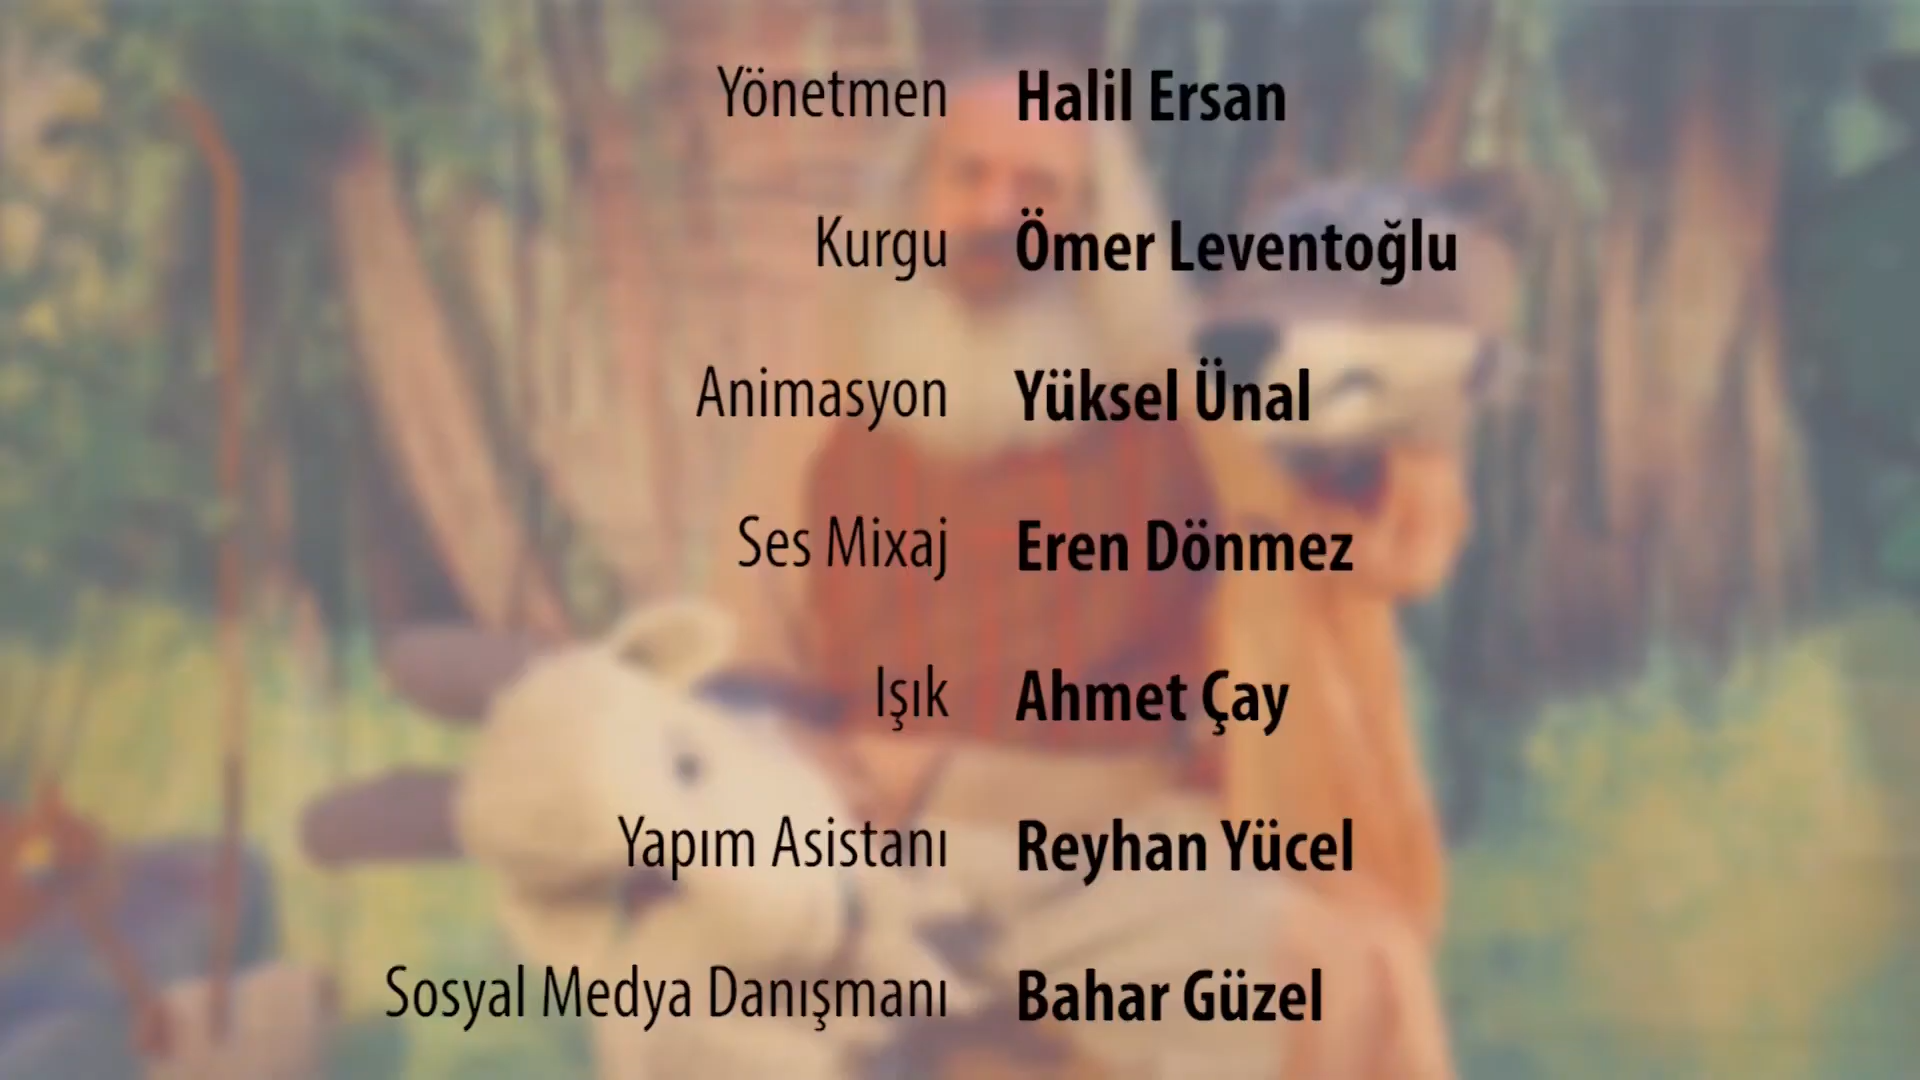 Yönetmen Halil Ersan
Kurgu Ömer Leventoğlu
Animasyon Yüksel Ünal
Ses Mixaj Eren Dönmez
Işık Ahmet Çay
Yapım Asistanı Reyhan Yücel
Sosyal Medya Danışmanı Bahar Güzel